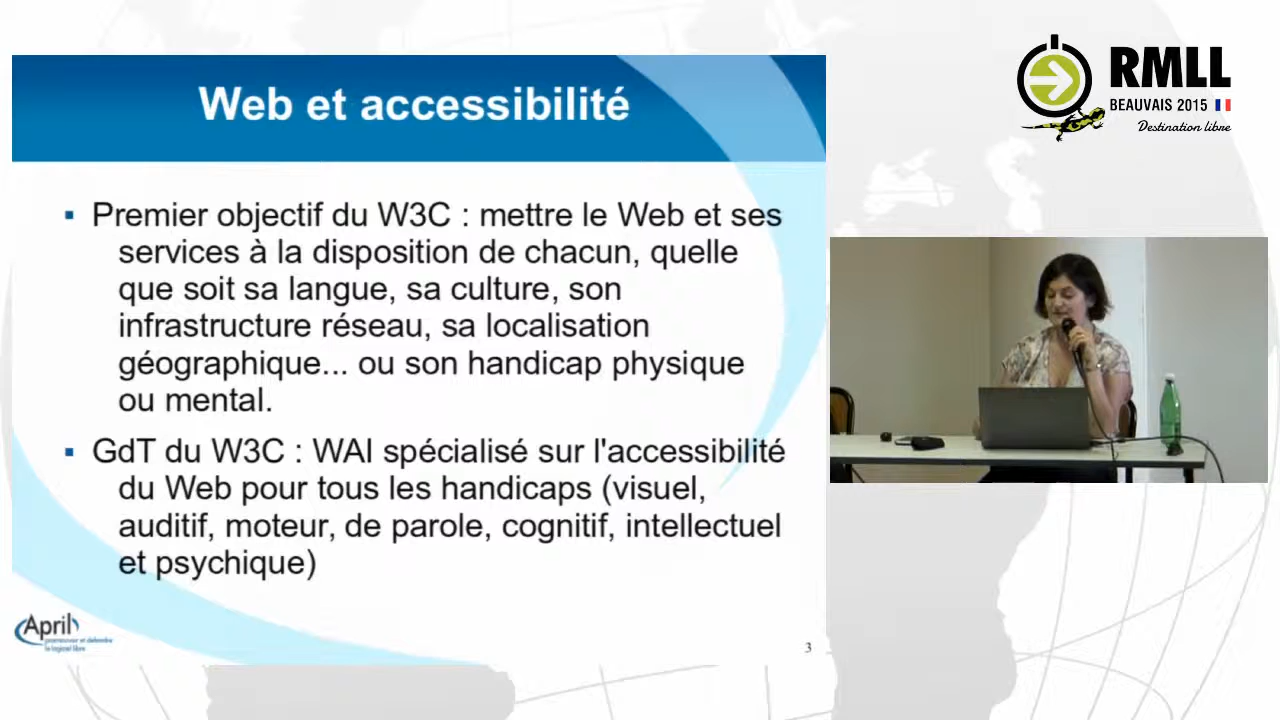 Web et accessibilité
▪ Premier objectif du W3C : mettre le Web et ses
services à la disposition de chacun, quelle
que soit sa langue, sa culture, son
infrastructure réseau, sa localisation
géographique... ou son handicap physique
ou mental.
▪ GdT du W3C : WAI spécialisé sur l'accessibilité
du Web pour tous les handicaps (visuel,
auditif, moteur, de parole, cognitif, intellectuel
et psychique)
April
promouvoir et défendre
le logiciel libre
3
RMLL
BEAUVAIS 2015
Destination libre